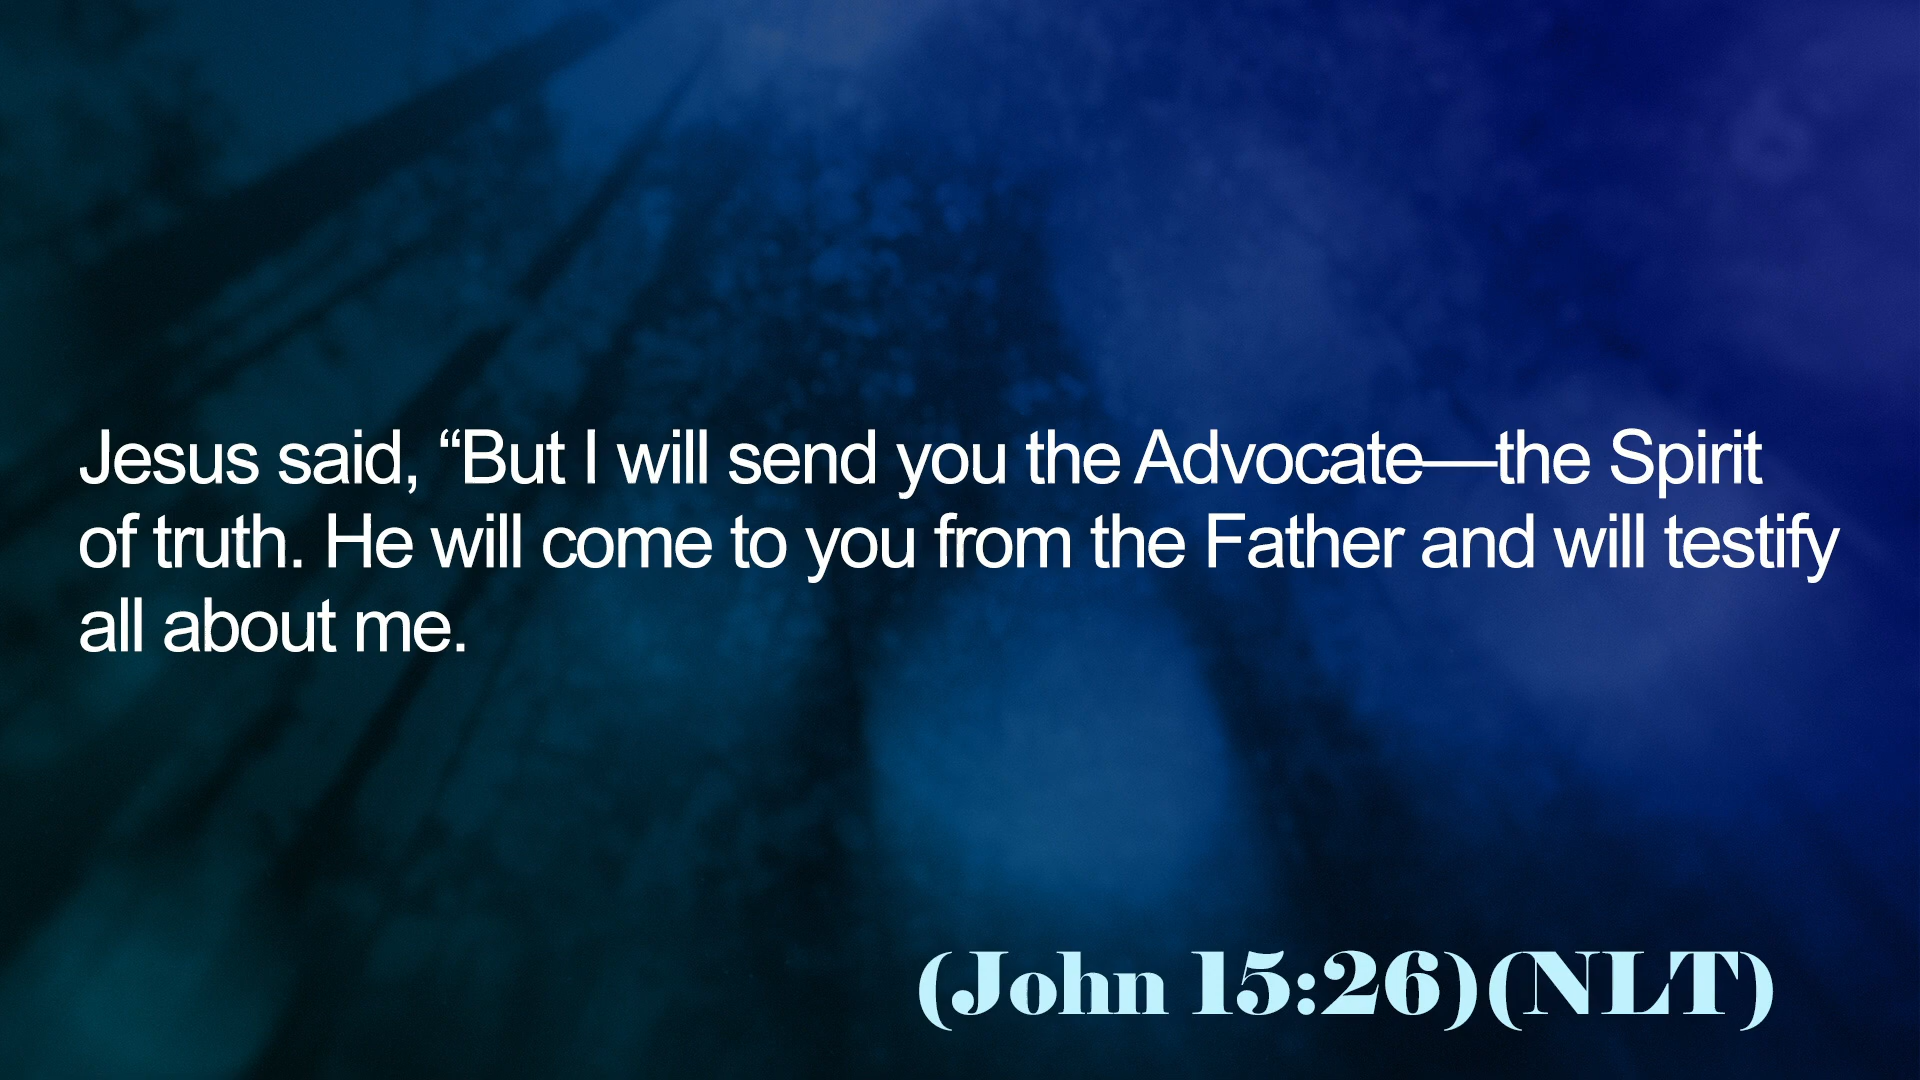 Jesus said, “But I will send you the Advocate—the Spirit
of truth. He will come to you from the Father and will testify
all about me.
(John 15:26)(NLT)